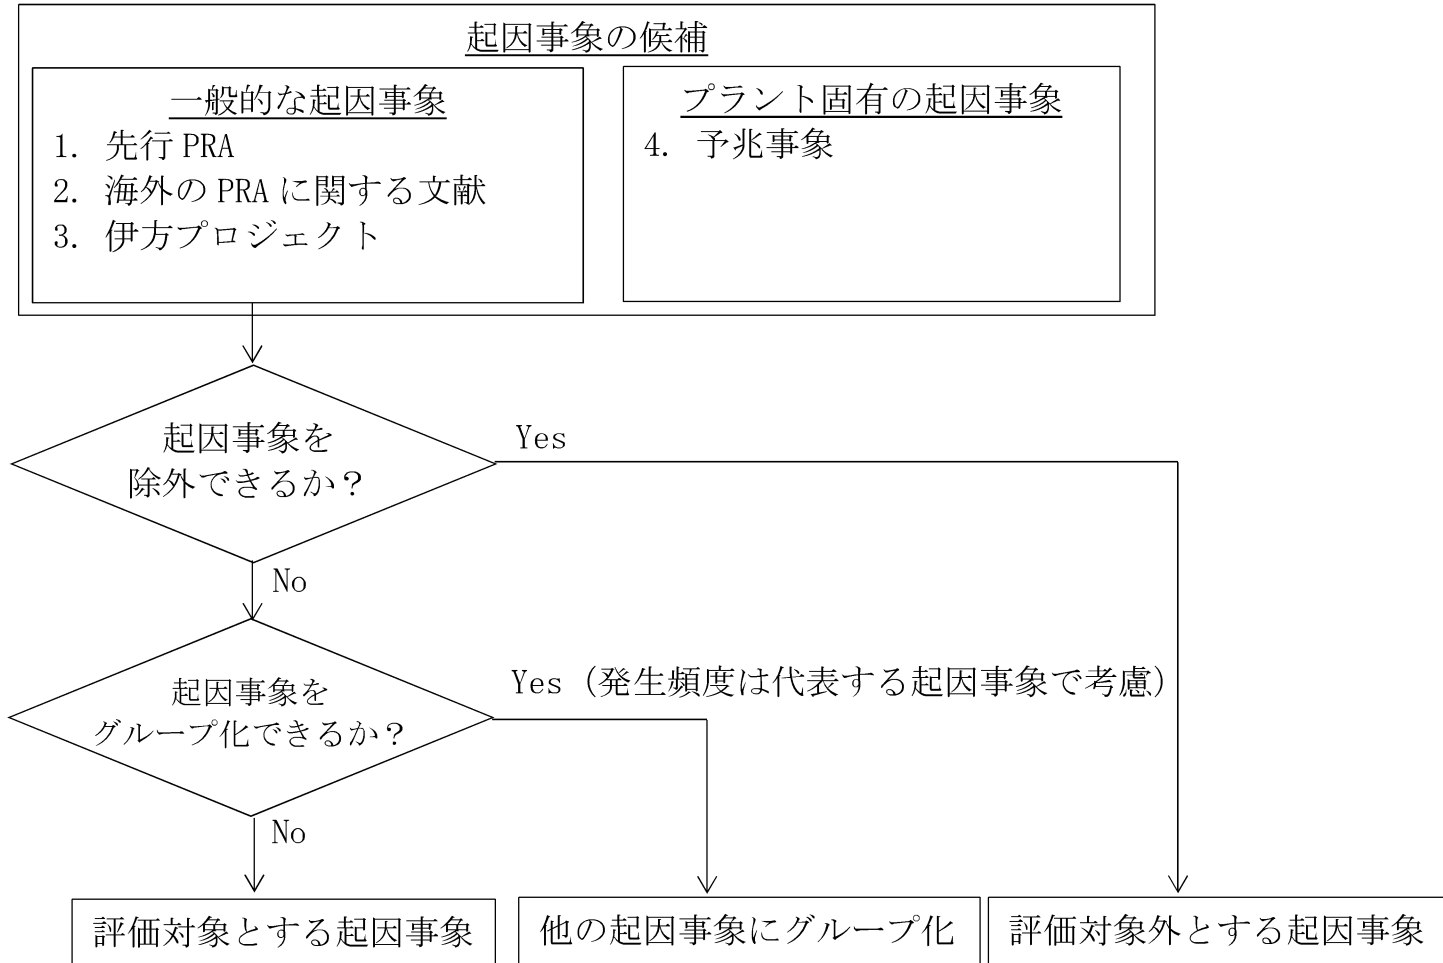 起因事象の候補
一般的な起因事象
1. 先行 PRA
2. 海外の PRA に関する文献
3. 伊方プロジェクト
プラント固有の起因事象
4. 予兆事象
起因事象を
除外できるか？
Yes
No
起因事象を
グループ化できるか？
Yes（発生頻度は代表する起因事象で考慮）
No
評価対象とする起因事象
他の起因事象にグループ化
評価対象外とする起因事象